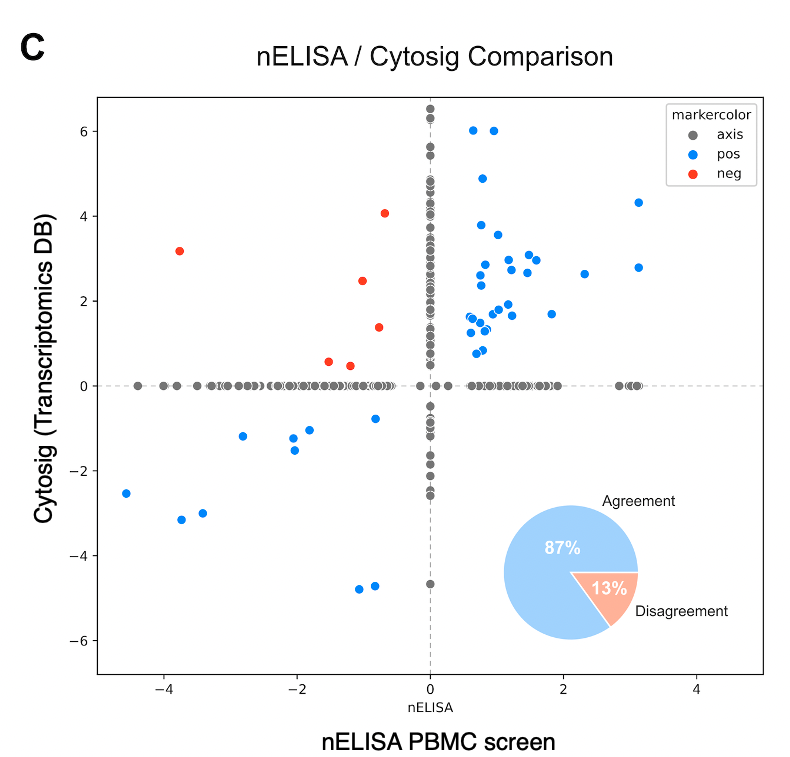 C
nELISA / Cytosig Comparison
markercolor
axis
pos
neg
6
4
2
0
−2
−4
−6
Cytosig (Transcriptomics DB)
Agreement
87%
13%
Disagreement
−4
−2
0
2
4
nELISA
nELISA PBMC screen